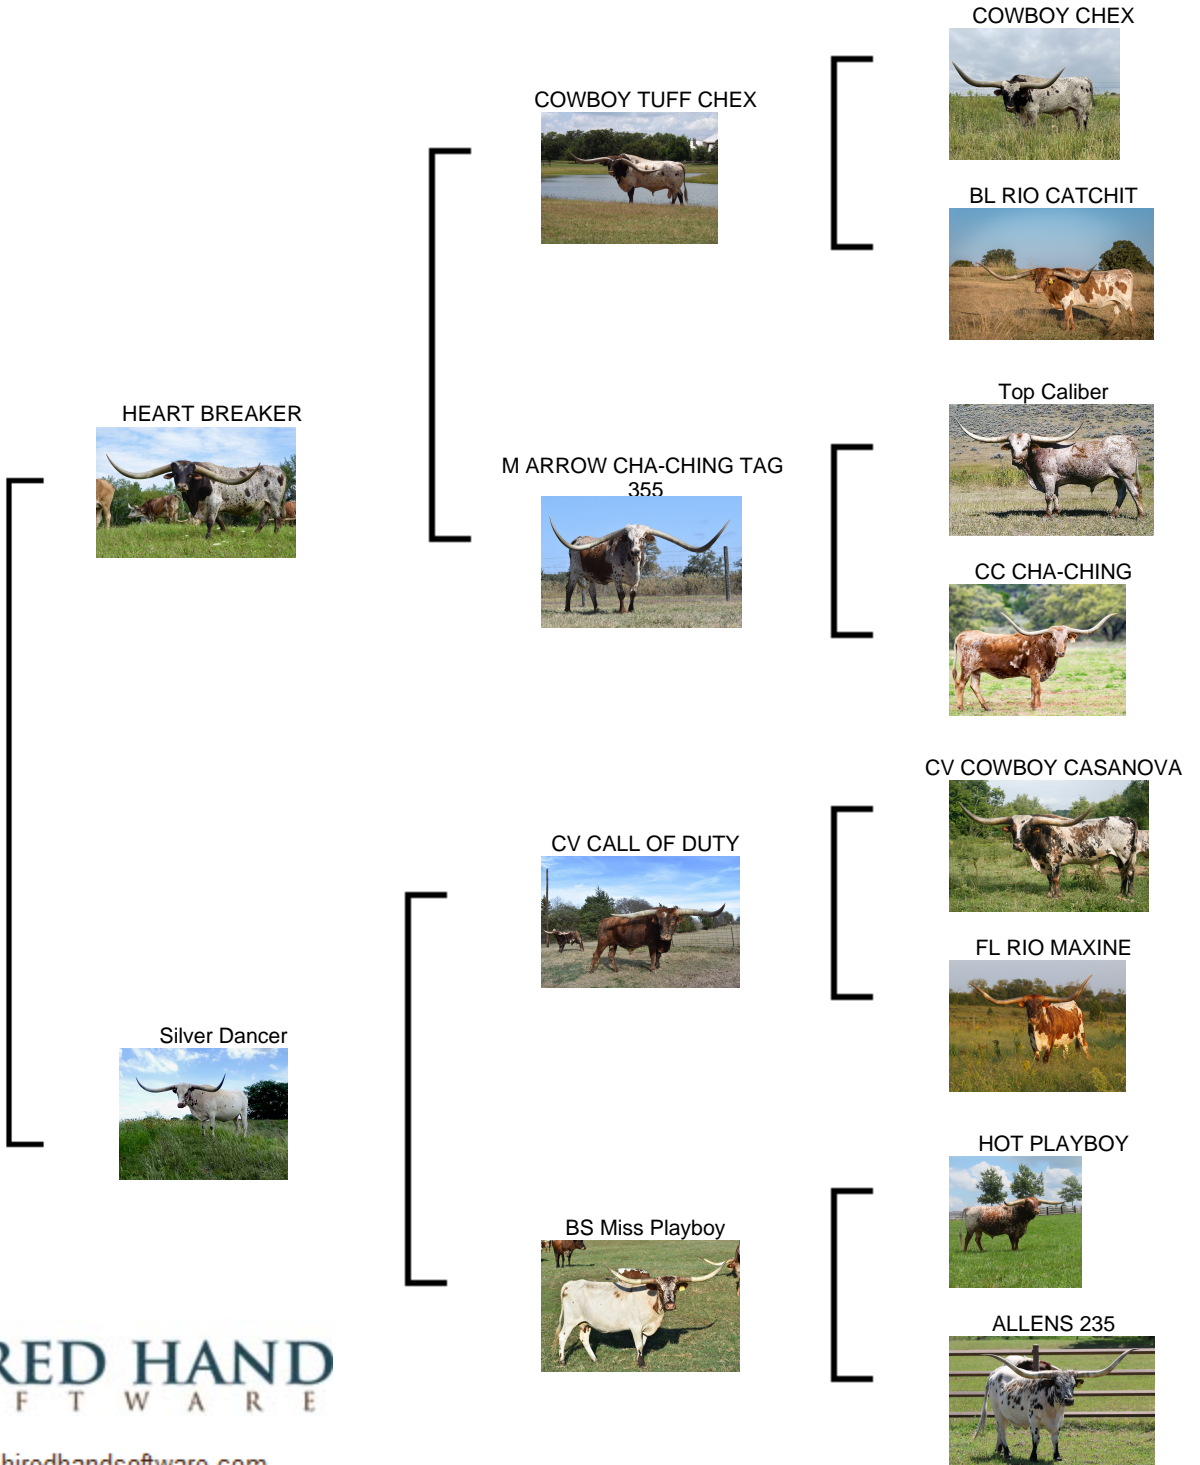 COWBOY CHEX
COWBOY TUFF CHEX
BL RIO CATCHIT
HEART BREAKER
Top Caliber
M ARROW CHA-CHING TAG
355
CC CHA-CHING
CV COWBOY CASANOVA
CV CALL OF DUTY
FL RIO MAXINE
Silver Dancer
HOT PLAYBOY
BS Miss Playboy
ALLENS 235
RED HAND
F T W A R E
hiredhandsoftware.com